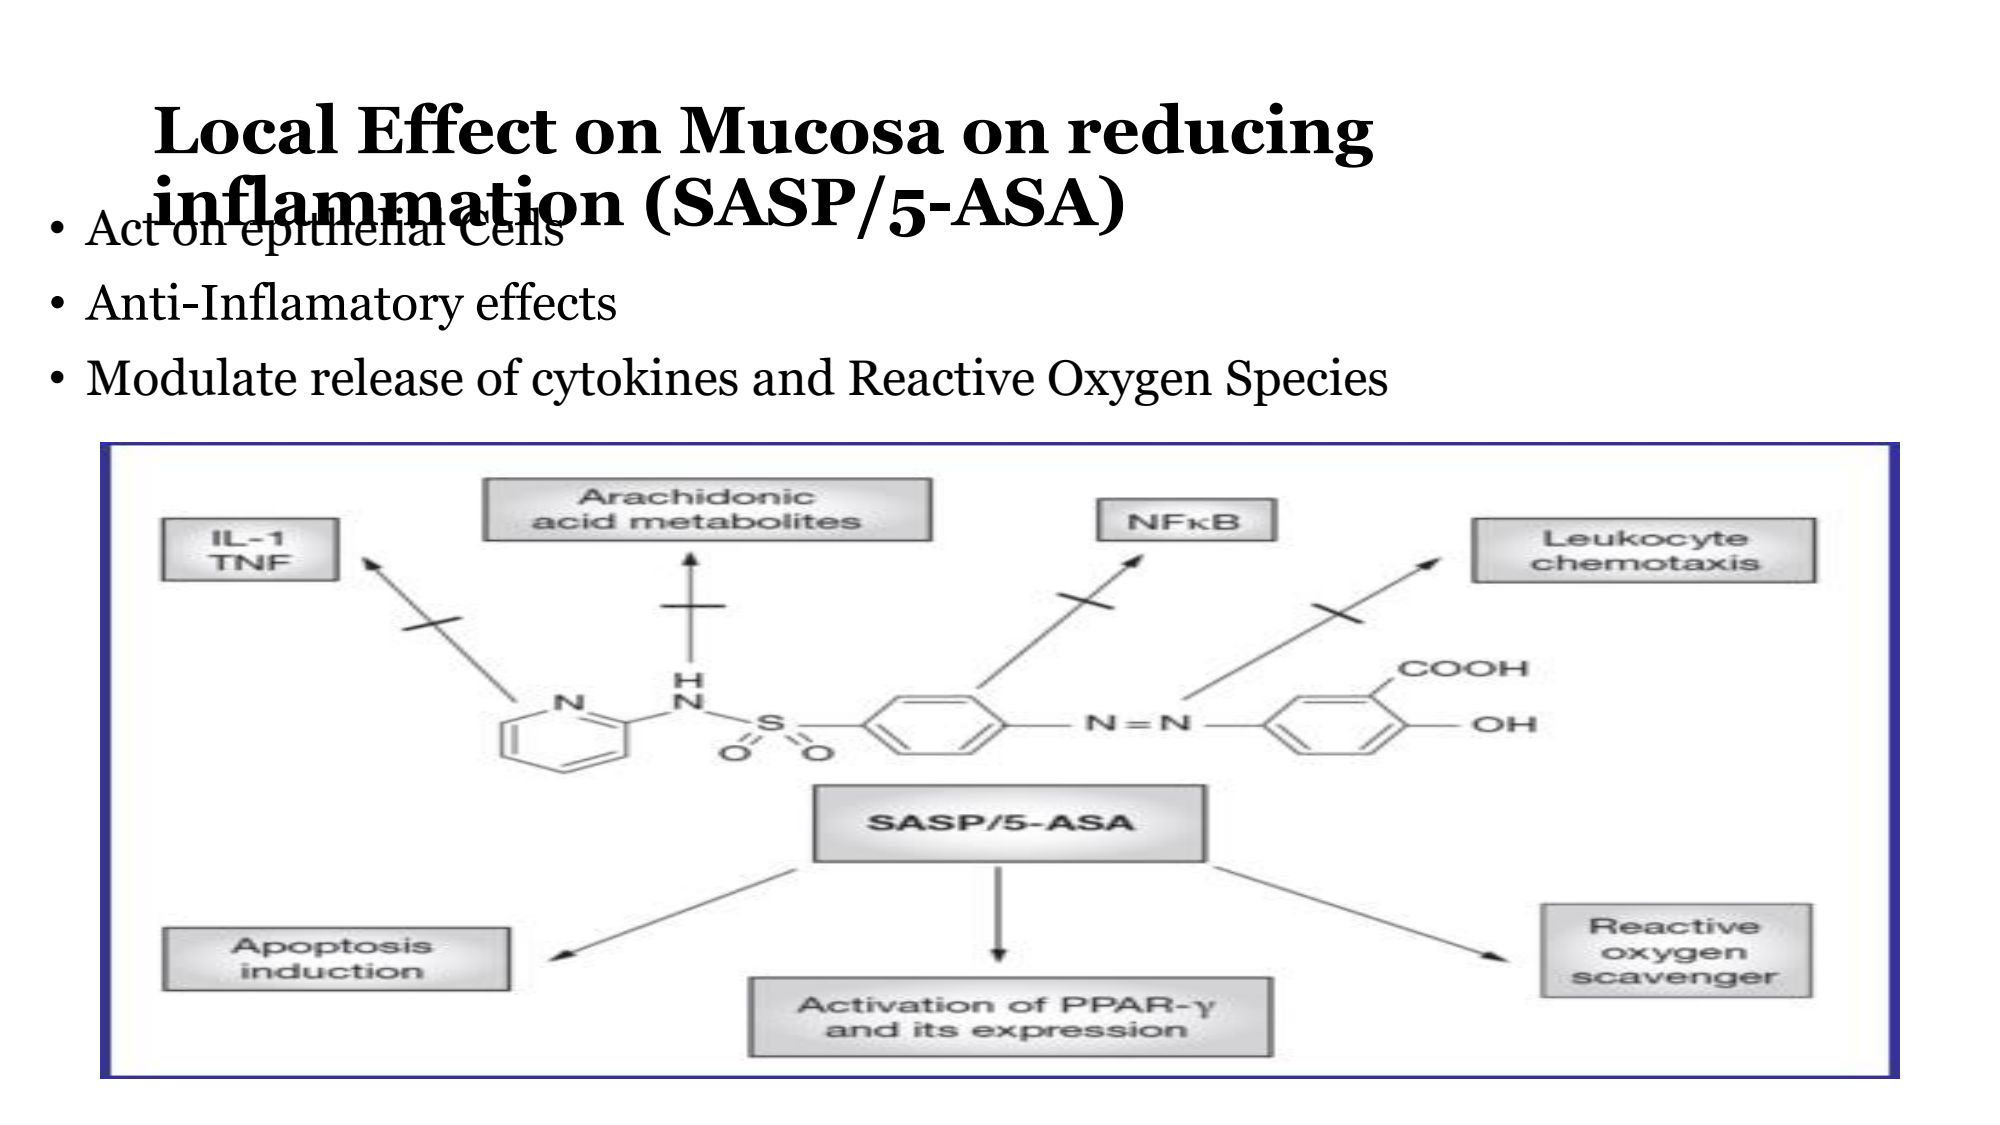 Local Effect on Mucosa on reducing
inflammation (SASP/5-ASA)
• Act on epithelial Cells
• Anti-Inflamatory effects
• Modulate release of cytokines and Reactive Oxygen Species
IL-1
TNF
Arachidonic
acid metabolites
NFκB
Leukocyte
chemotaxis
COOH
H
N
N
S
O
O
N=N
OH
SASP/5-ASA
Apoptosis
induction
Activation of PPAR-γ
and its expression
Reactive
oxygen
scavenger